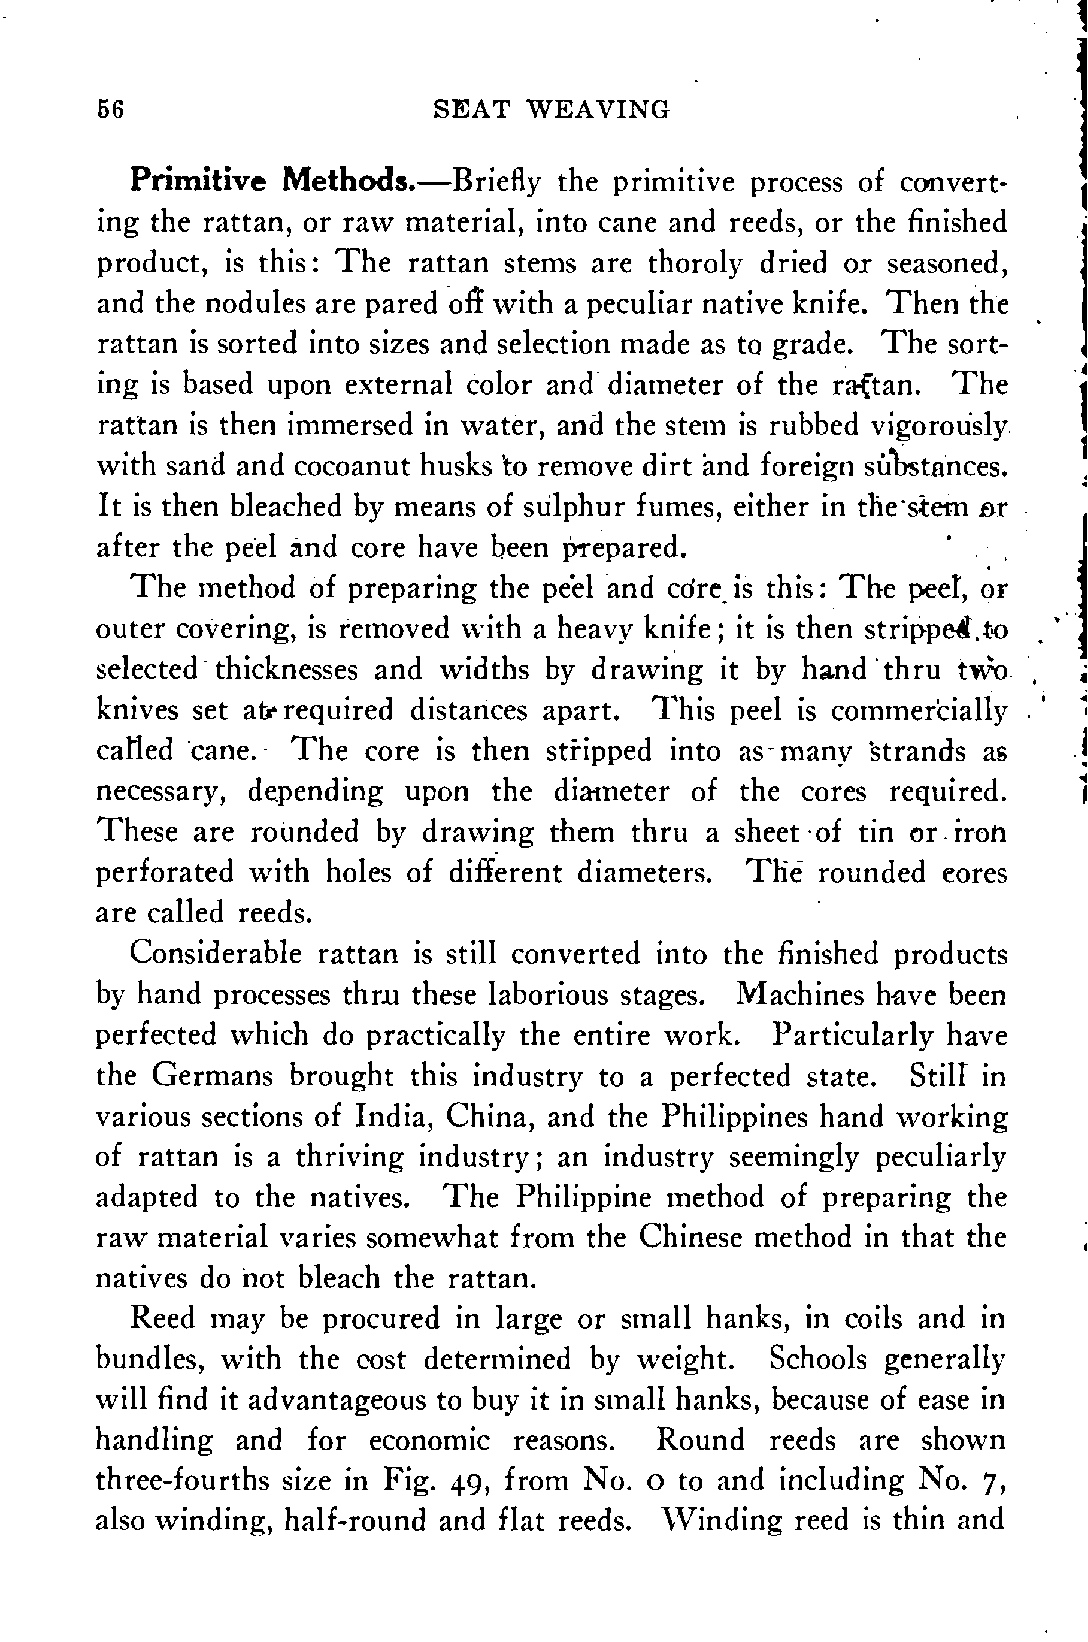 56 SEAT WEAVING
Primitive Methods.—Briefly the primitive process of convert-
ing the rattan, or raw material, into cane and reeds, or the finished
product, is this: The rattan stems are thoroly dried or seasoned,
and the nodules are pared off with a peculiar native knife. Then the
rattan is sorted into sizes and selection made as to grade. The sort-
ing is based upon external color and diameter of the rattan. The
rattan is then immersed in water, and the stem is rubbed vigorously
with sand and cocoanut husks to remove dirt and foreign substances.
It is then bleached by means of sulphur fumes, either in the stem or
after the peel and core have been prepared.
The method of preparing the peel and core is this: The peel, or
outer covering, is removed with a heavy knife; it is then stripped to
selected thicknesses and widths by drawing it by hand thru two
knives set at required distances apart. This peel is commercially
called cane. The core is then stripped into as many strands as
necessary, depending upon the diameter of the cores required.
These are rounded by drawing them thru a sheet of tin or iron
perforated with holes of different diameters. The rounded cores
are called reeds.
Considerable rattan is still converted into the finished products
by hand processes thru these laborious stages. Machines have been
perfected which do practically the entire work. Particularly have
the Germans brought this industry to a perfected state. Still in
various sections of India, China, and the Philippines hand working
of rattan is a thriving industry; an industry seemingly peculiarly
adapted to the natives. The Philippine method of preparing the
raw material varies somewhat from the Chinese method in that the
natives do not bleach the rattan.
Reed may be procured in large or small hanks, in coils and in
bundles, with the cost determined by weight. Schools generally
will find it advantageous to buy it in small hanks, because of ease in
handling and for economic reasons. Round reeds are shown
three-fourths size in Fig. 49, from No. 0 to and including No. 7,
also winding, half-round and flat reeds. Winding reed is thin and